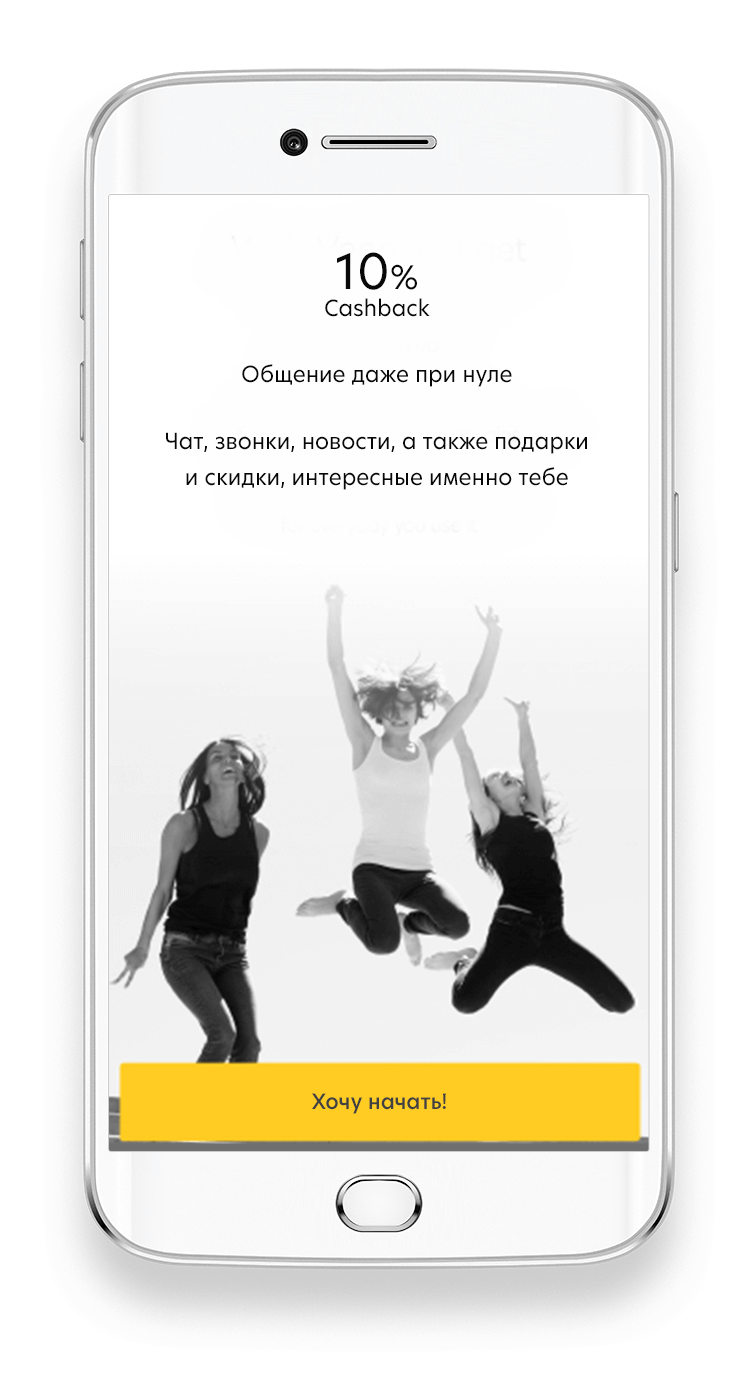 10%
Cashback
Общение даже при нуле
Чат, звонки, новости, а также подарки
и скидки, интересные именно тебе
Хочу начать!